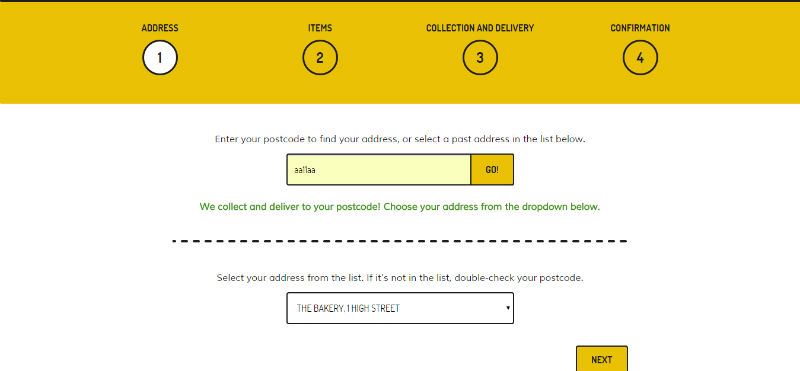 ADDRESS ITEMS COLLECTION AND DELIVERY CONFIRMATION
1 2 3 4
Enter your postcode to find your address, or select a past address in the list below.
aa11aa GO!
We collect and deliver to your postcode! Choose your address from the dropdown below.
Select your address from the list. If it's not in the list, double-check your postcode.
THE BAKERY, 1 HIGH STREET
NEXT